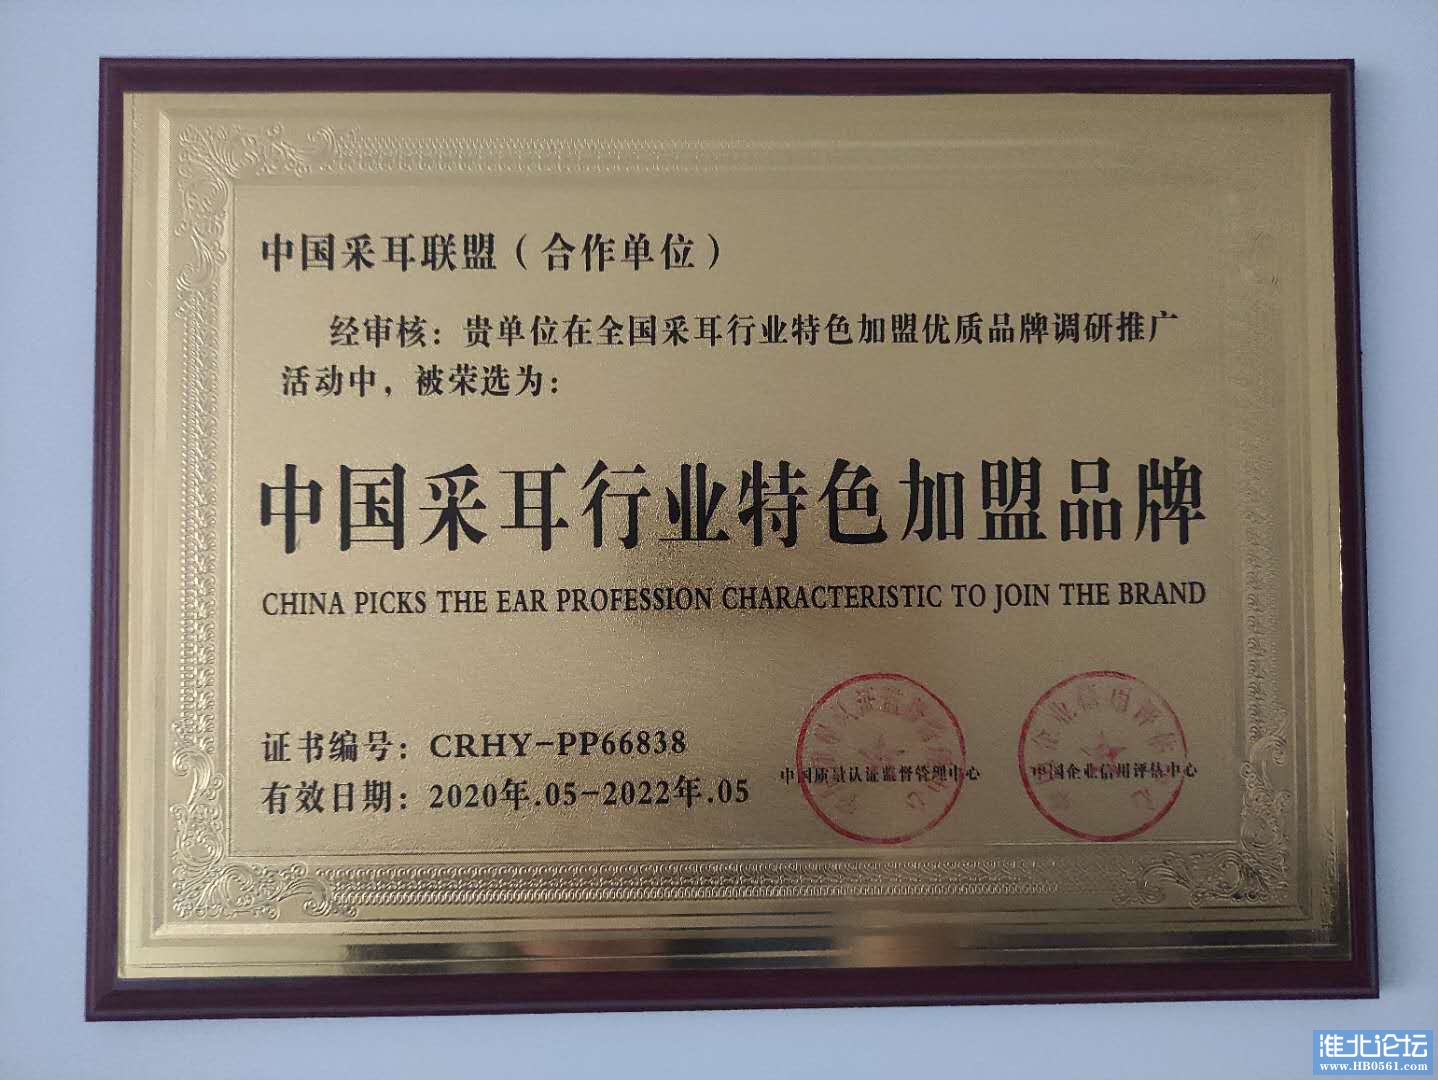 中国采耳联盟（合作单位）
经审核：贵单位在全国采耳行业特色加盟优质品牌调研推广
活动中，被荣选为：
中国采耳行业特色加盟品牌
CHINA PICKS THE EAR PROFESSION CHARACTERISTIC TO JOIN THE BRAND
证书编号：CRHY-PP66838
有效日期：2020年.05-2022年.05
中国质量认证监督管理中心
中国企业信用评估中心
淮北论坛
www.HB0561.com